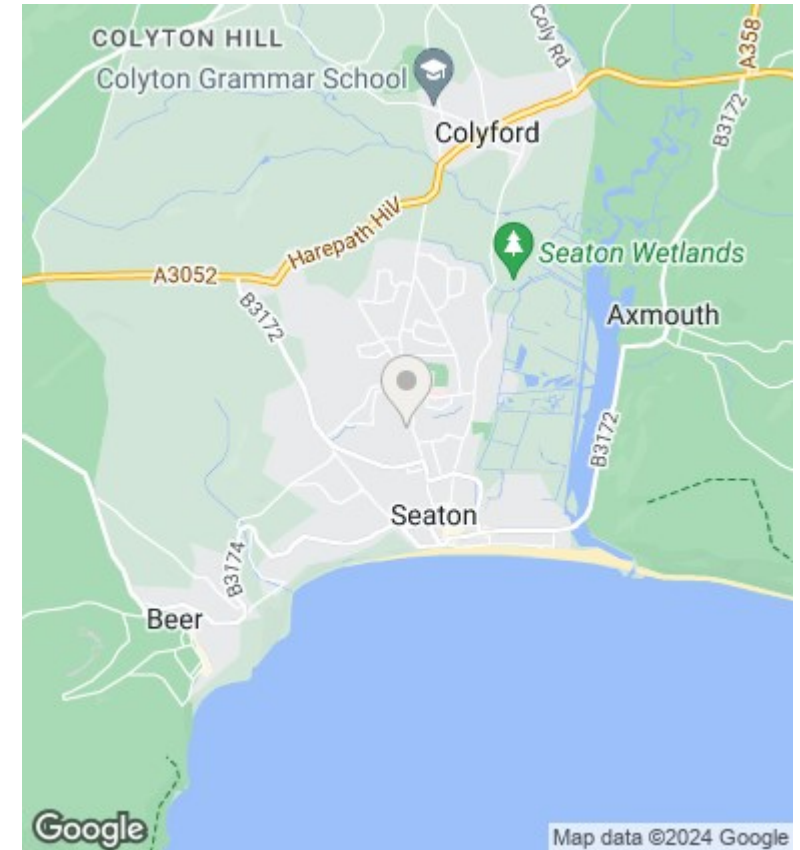 COLYTON HILL
Coly Rd
A358
Colyton Grammar School
Colyford
B3172
Harepath Hill
Seaton Wetlands
A3052
B3172
Axmouth
B3172
Seaton
B3174
Beer
Google
Map data ©2024 Google